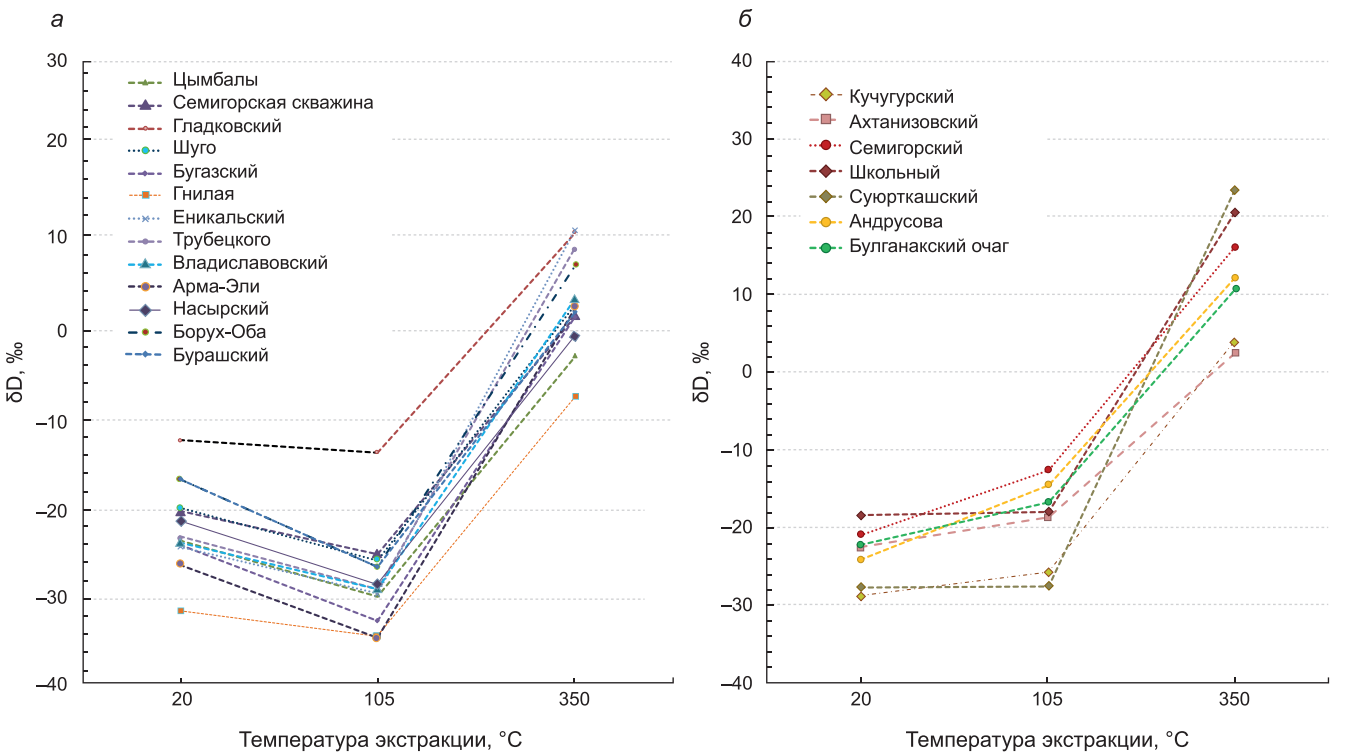 а
δD, ‰
30
20
10
0
–10
–20
–30
–40
Цымбалы
Семигорская скважина
Гладковский
Шуго
Бугазский
Гнилая
Еникальский
Трубецкого
Владиславовский
Арма-Эли
Насырский
Борух-Оба
Бурашский
20
105
350
Температура экстракции, °C
б
δD, ‰
40
30
20
10
0
–10
–20
–30
–40
Кучугурский
Ахтанизовский
Семигорский
Школьный
Суюрткашский
Андрусова
Булганакский очаг
20
105
350
Температура экстракции, °C